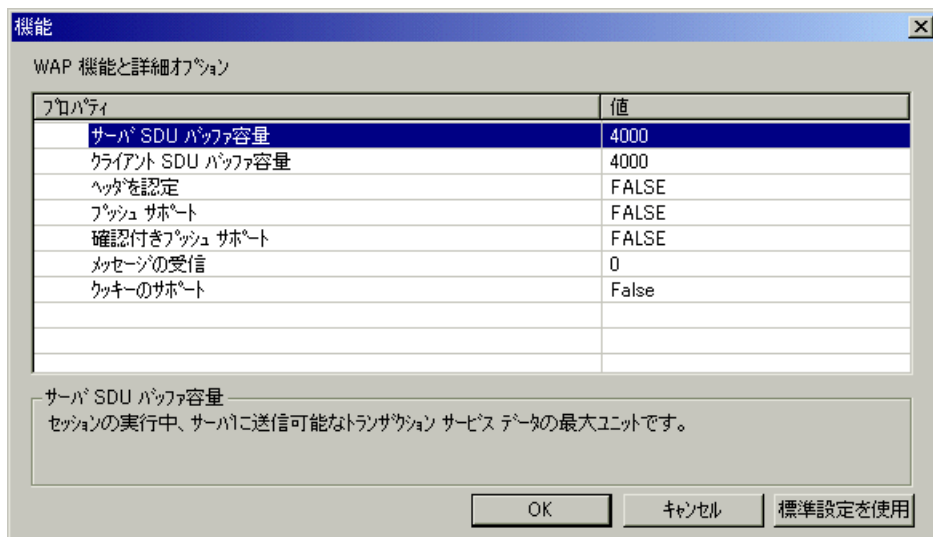 機能
WAP 機能と詳細オプション
プロパティ 値
サーバ SDU バッファ容量 4000
クライアント SDU バッファ容量 4000
ヘッダを認定 FALSE
プッシュ サポート FALSE
確認付きプッシュ サポート FALSE
メッセージの受信 0
クッキーのサポート False
サーバ SDU バッファ容量
セッションの実行中、サーバに送信可能なトランザクション サービス データの最大ユニットです。
OK キャンセル 標準設定を使用